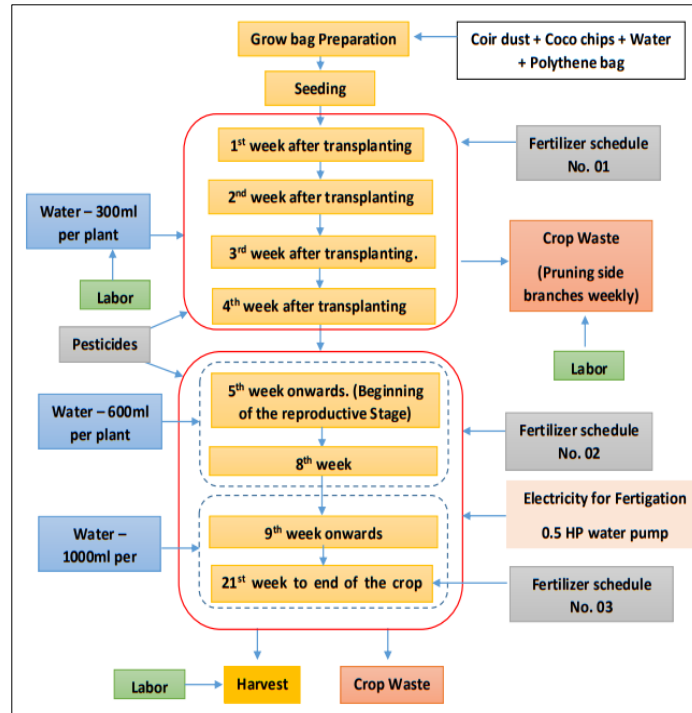 Grow bag Preparation
Coir dust + Coco chips + Water
+ Polythene bag
Seeding
1st week after transplanting
Fertilizer schedule
No. 01
2nd week after transplanting
Water – 300ml
per plant
3rd week after transplanting.
Crop Waste
(Pruning side
branches weekly)
Labor
4th week after transplanting
Pesticides
Labor
5th week onwards. (Beginning
of the reproductive Stage)
Water – 600ml
per plant
Fertilizer schedule
No. 02
8th week
Electricity for Fertigation
0.5 HP water pump
Water –
1000ml per
9th week onwards
21st week to end of the crop
Fertilizer schedule
No. 03
Labor
Harvest
Crop Waste